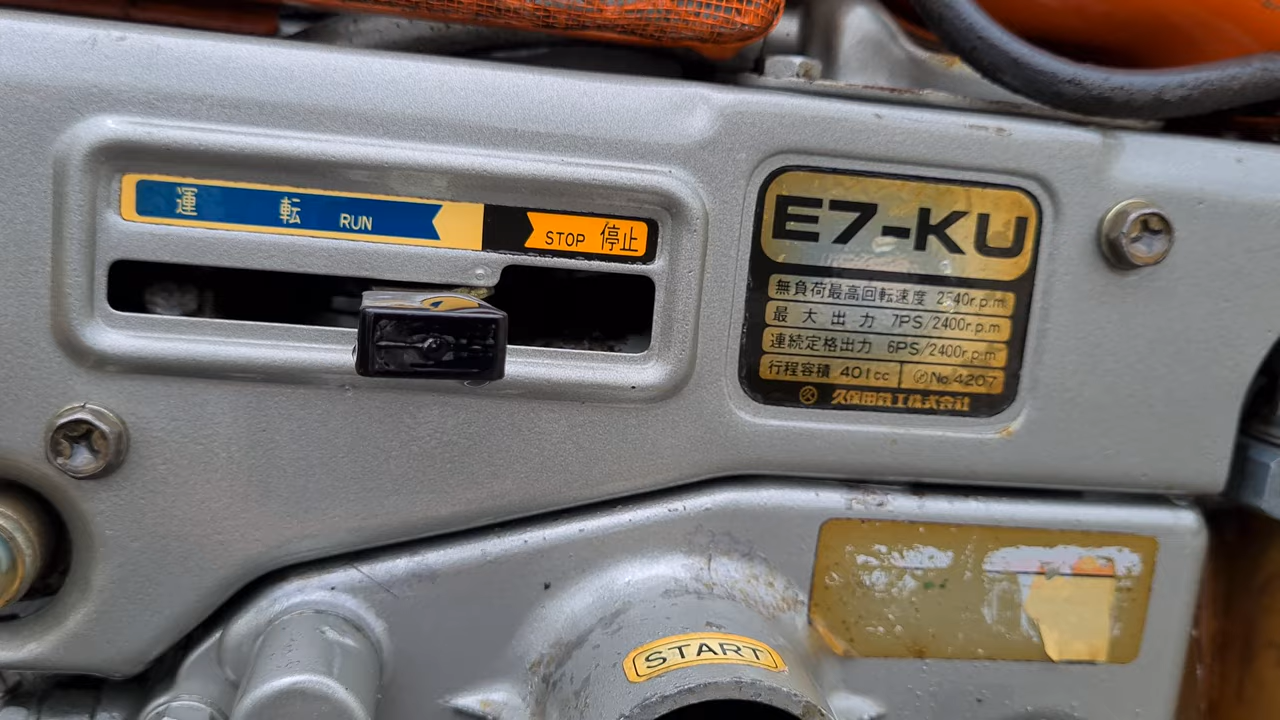 運 転 RUN
STOP 停止
E7-KU
無負荷最高回転速度 2540r.p.m
最大出力 7PS/2400r.p.m
連続定格出力 6PS/2400r.p.m
行程容積 401cc No.4207
久保田鉄工株式会社
START